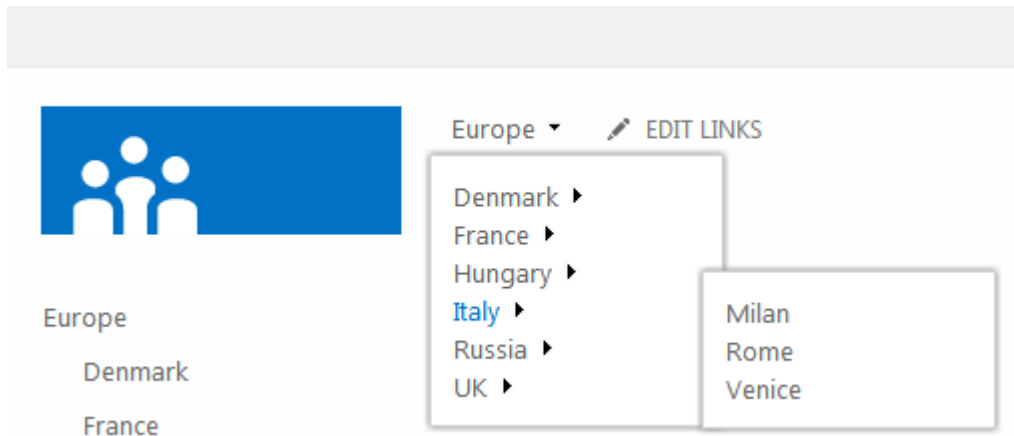 Europe
EDIT LINKS
Denmark
France
Hungary
Italy
Russia
UK
Milan
Rome
Venice
Europe
Denmark
France